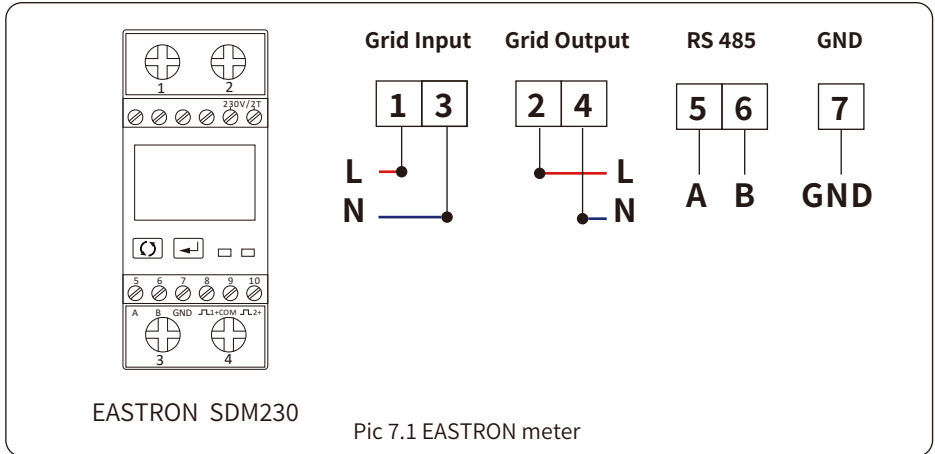 Grid Input Grid Output RS 485 GND
1 2
230V/2T
1 3 2 4 5 6 7
L L
N N
A B GND
5 6 7 8 9 10
A B GND 1+COM 2+
3 4
EASTRON SDM230
Pic 7.1 EASTRON meter